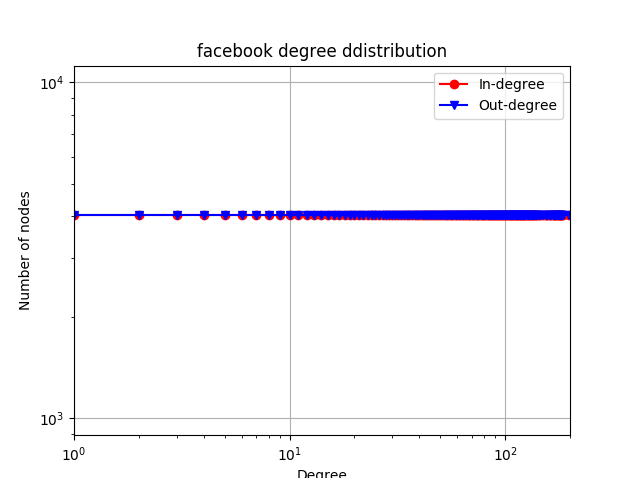 facebook degree ddistribution
In-degree
Out-degree
10⁴
10³
Number of nodes
10⁰
10¹
10²
Degree